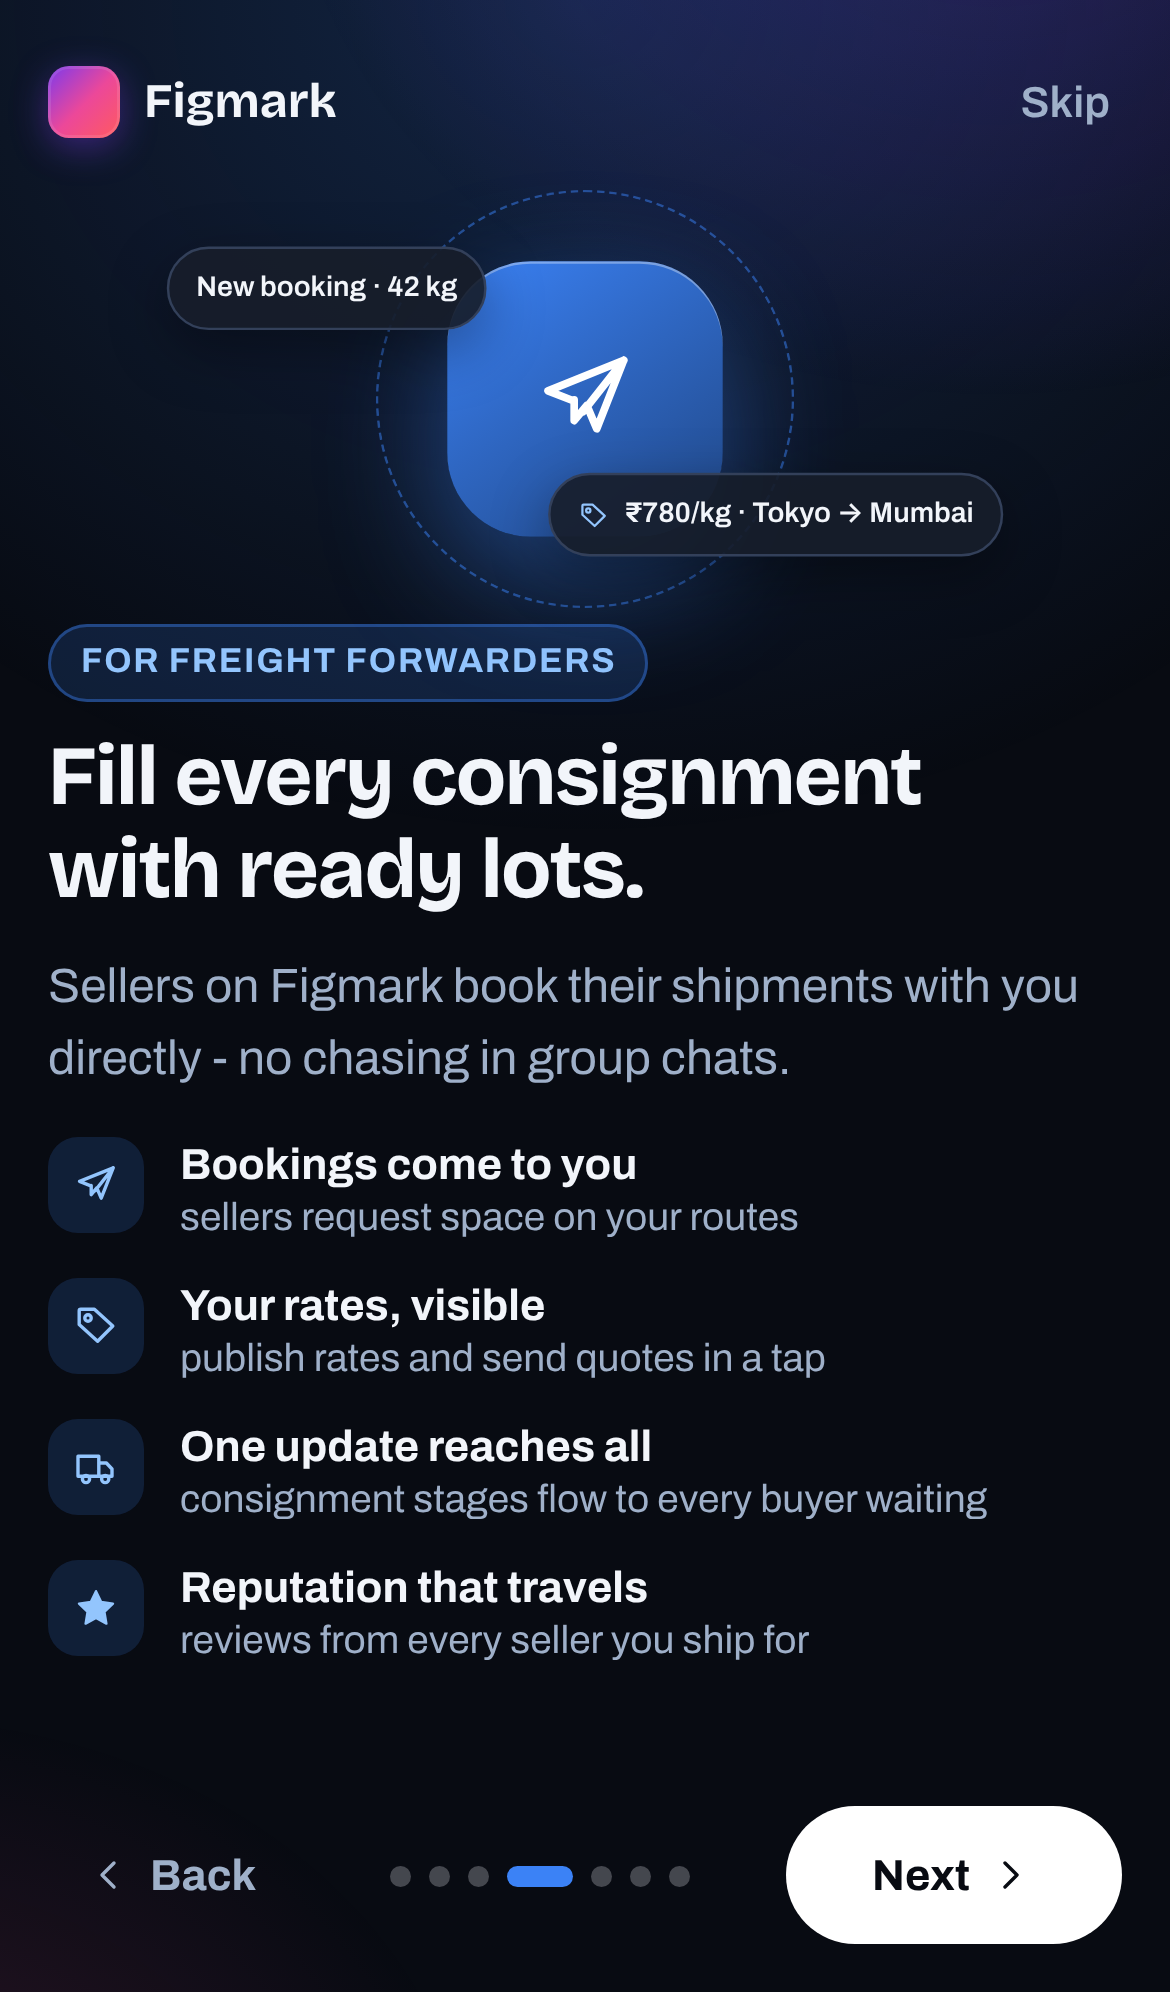 Figmark
Skip
New booking · 42 kg
₹780/kg · Tokyo → Mumbai
FOR FREIGHT FORWARDERS
Fill every consignment
with ready lots.
Sellers on Figmark book their shipments with you
directly - no chasing in group chats.
Bookings come to you
sellers request space on your routes
Your rates, visible
publish rates and send quotes in a tap
One update reaches all
consignment stages flow to every buyer waiting
Reputation that travels
reviews from every seller you ship for
Back
Next